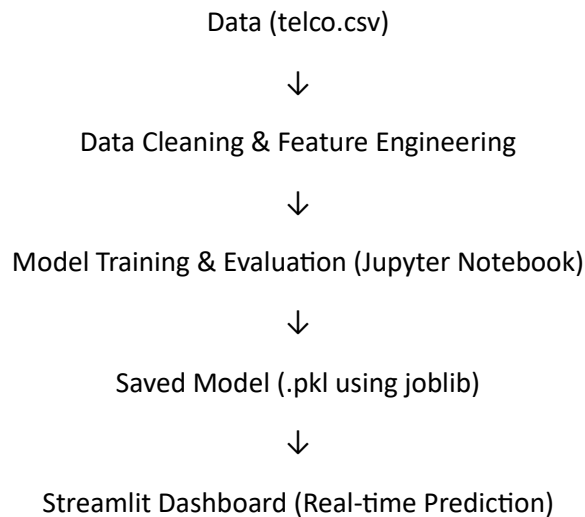 Data (telco.csv)
↓
Data Cleaning & Feature Engineering
↓
Model Training & Evaluation (Jupyter Notebook)
↓
Saved Model (.pkl using joblib)
↓
Streamlit Dashboard (Real-time Prediction)